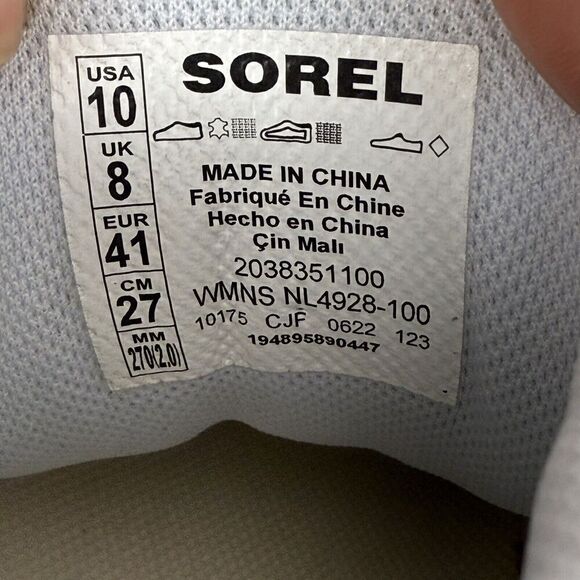 USA
10
UK
8
EUR
41
CM
27
MM
270(2.0)
SOREL
MADE IN CHINA
Fabriqué En Chine
Hecho en China
Çin Malı
2038351100
WMNS NL4928-100
10175 CJF 0622 123
194895890447